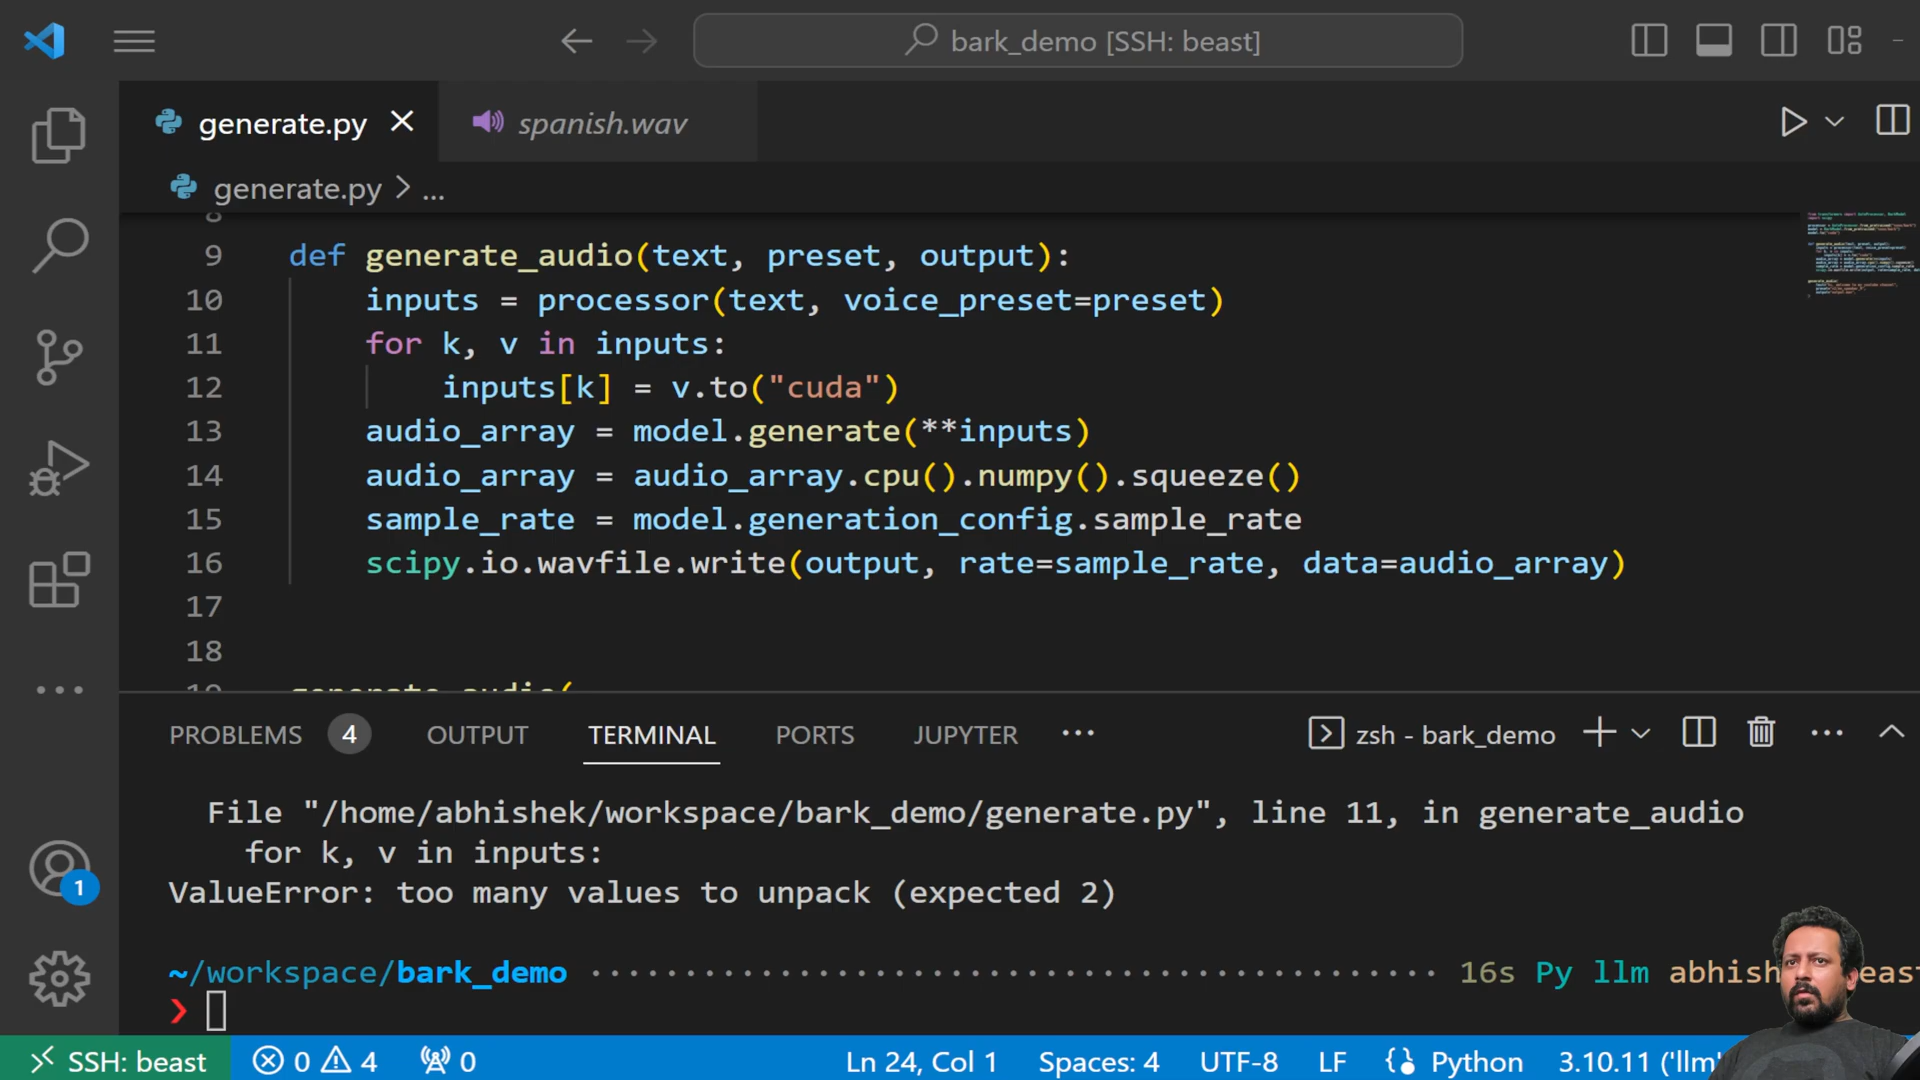 bark_demo [SSH: beast]
generate.py
spanish.wav
generate.py > ...
8
9 def generate_audio(text, preset, output):
10 inputs = processor(text, voice_preset=preset)
11 for k, v in inputs:
12 inputs[k] = v.to("cuda")
13 audio_array = model.generate(**inputs)
14 audio_array = audio_array.cpu().numpy().squeeze()
15 sample_rate = model.generation_config.sample_rate
16 scipy.io.wavfile.write(output, rate=sample_rate, data=audio_array)
17
18
19 generate_audio(
PROBLEMS 4 OUTPUT TERMINAL PORTS JUPYTER ... zsh - bark_demo
File "/home/abhishek/workspace/bark_demo/generate.py", line 11, in generate_audio
for k, v in inputs:
ValueError: too many values to unpack (expected 2)
~/workspace/bark_demo 16s Py llm
❯
1
SSH: beast 0 4 0 Ln 24, Col 1 Spaces: 4 UTF-8 LF Python 3.10.11 ('llm'